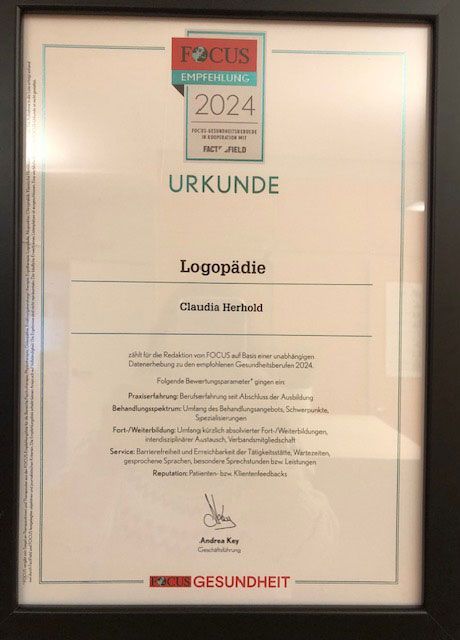 FOCUS
EMPFEHLUNG
2024
FOCUS-GESUNDHEITSBERUFE
IN KOOPERATION MIT
FACTFIELD
URKUNDE
Logopädie
Claudia Herhold
zählt für die Redaktion von FOCUS auf Basis einer unabhängigen
Datenerhebung zu den empfohlenen Gesundheitsberufen 2024.
Folgende Bewertungsparameter* gingen ein:
Praxiserfahrung: Berufserfahrung seit Abschluss der Ausbildung
Behandlungsspektrum: Umfang des Behandlungsangebots, Schwerpunkte,
Spezialisierungen
Fort-/Weiterbildung: Umfang kürzlich absolvierter Fort-/Weiterbildungen,
interdisziplinärer Austausch, Verbandsmitgliedschaft
Service: Barrierefreiheit und Erreichbarkeit der Tätigkeitsstätte, Wartezeiten,
gesprochene Sprachen, besondere Sprechstunden bzw. Leistungen
Reputation: Patienten- bzw. Klientenfeedbacks
Andrea Key
Geschäftsführung
FOCUS GESUNDHEIT